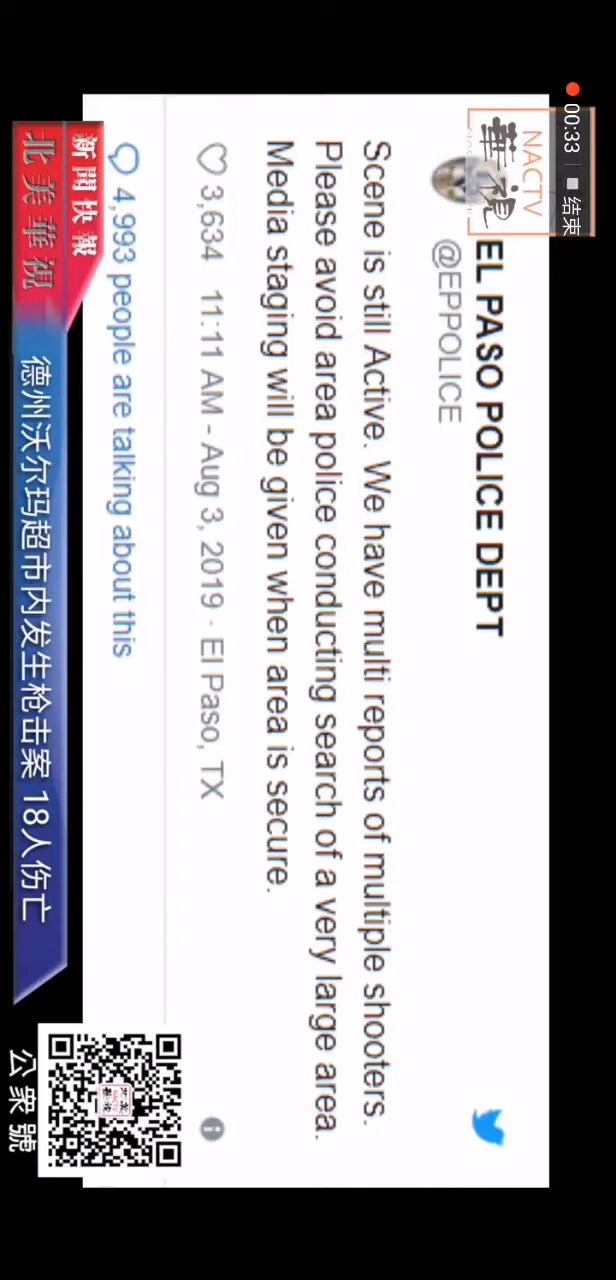 00:33
结束
NACTV
華視
EL PASO POLICE DEPT
@EPPOLICE
Scene is still Active. We have multi reports of multiple shooters.
Please avoid area police conducting search of a very large area.
Media staging will be given when area is secure.
3,634 11:11 AM - Aug 3, 2019 · El Paso, TX
4,993 people are talking about this
新聞快報
北美華視
德州沃尔玛超市内发生枪击案 18人伤亡
公衆號